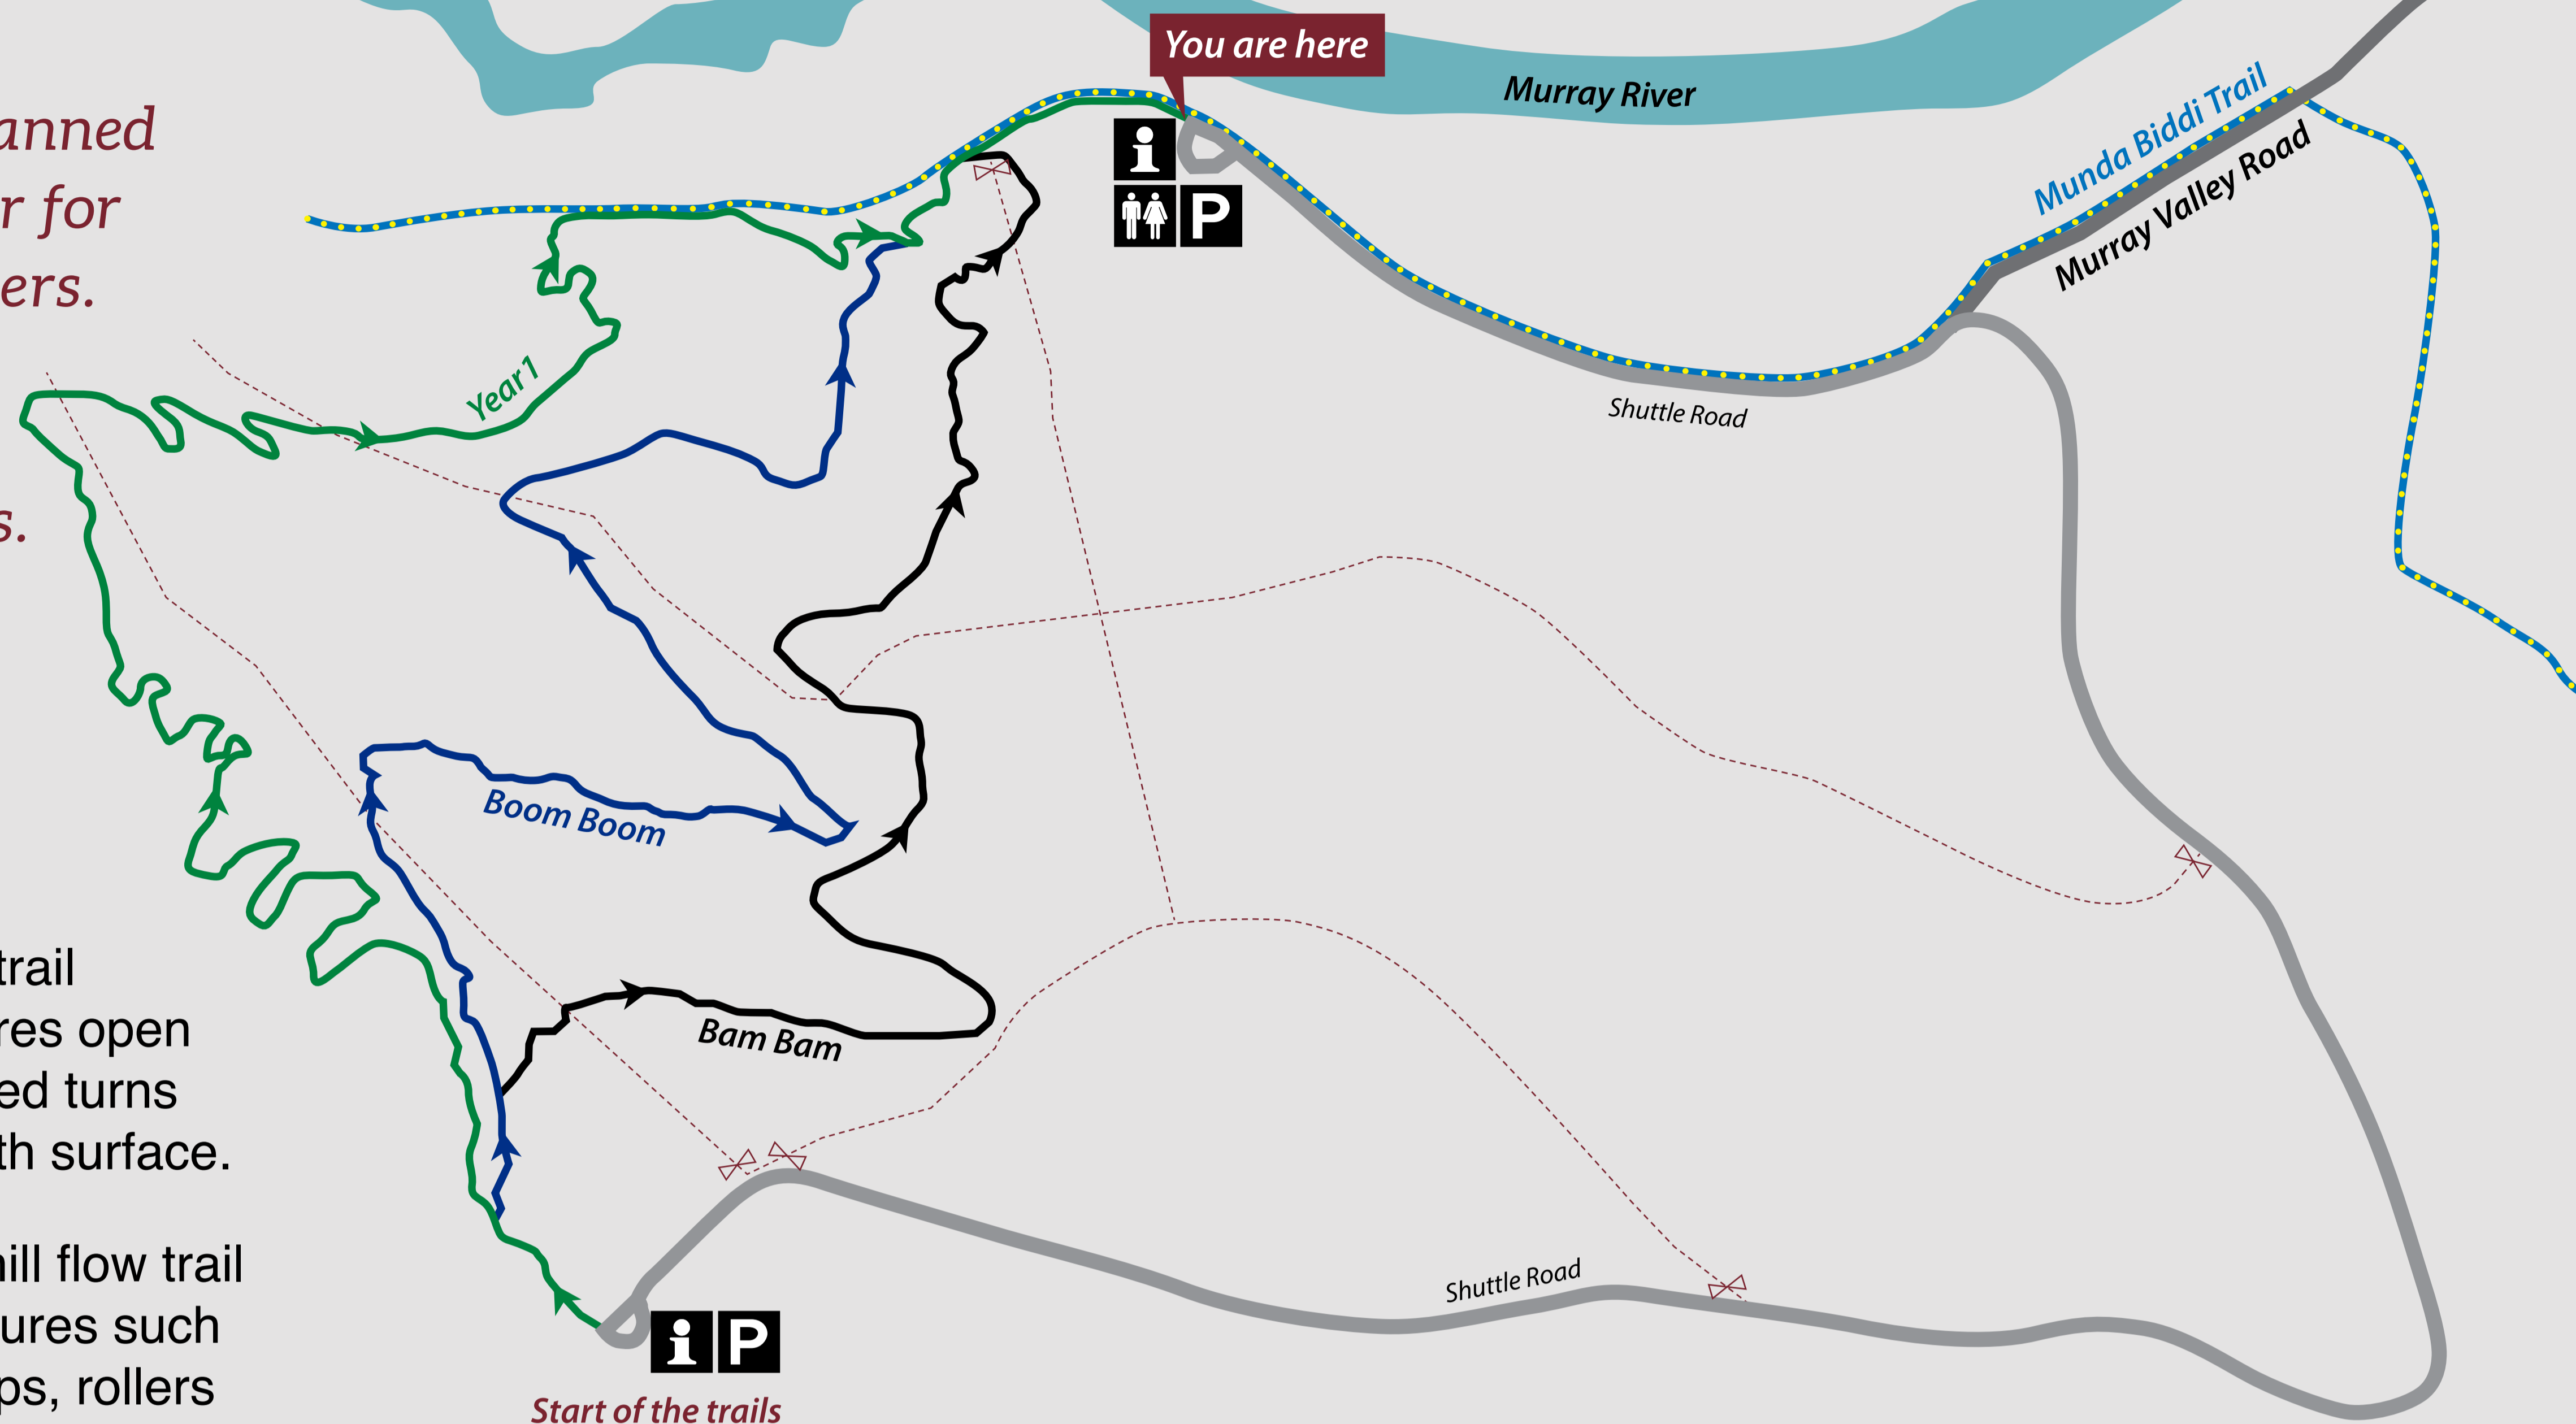 anned
r for
ers.
s.
trail
res open
ed turns
th surface.
ill flow trail
ures such
ps, rollers
You are here
Murray River
Munda Biddi Trail
Murray Valley Road
i
P
Shuttle Road
Year 1
Boom Boom
Bam Bam
Shuttle Road
i P
Start of the trails